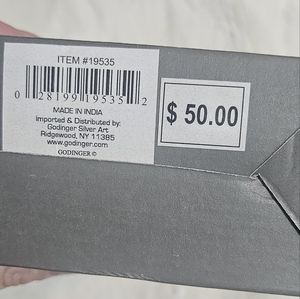 ITEM #19535
0 28199 19535 2
MADE IN INDIA
Imported & Distributed by:
Godinger Silver Art
Ridgewood, NY 11385
www.godinger.com
GODINGER ©
$ 50.00